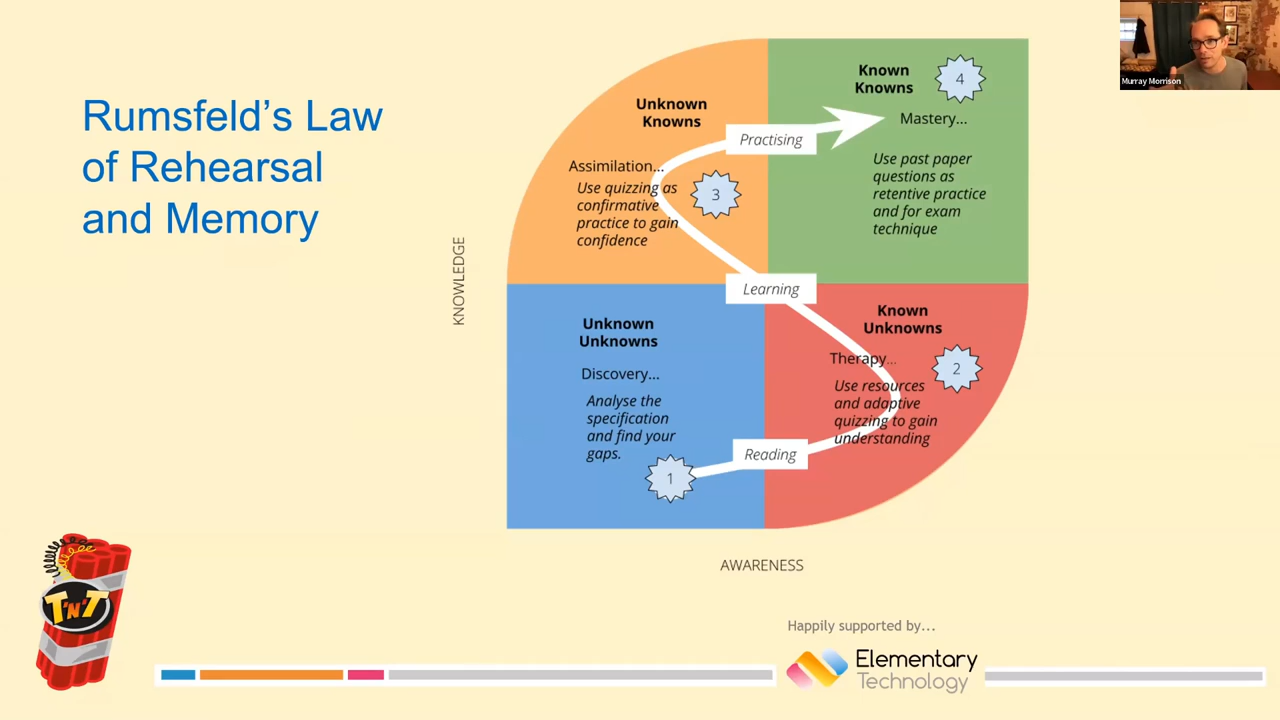 Murray Morrison
Rumsfeld's Law
of Rehearsal
and Memory
KNOWLEDGE
Unknown
Knowns
Assimilation...
Use quizzing as
confirmative
practice to gain
confidence
3
Practising
Known
Knowns
4
Mastery...
Use past paper
questions as
retentive practice
and for exam
technique
Learning
Unknown
Unknowns
Discovery...
Analyse the
specification
and find your
gaps.
1
Reading
Known
Unknowns
Therapy...
2
Use resources
and adaptive
quizzing to gain
understanding
AWARENESS
T'N'T
Happily supported by...
Elementary
Technology